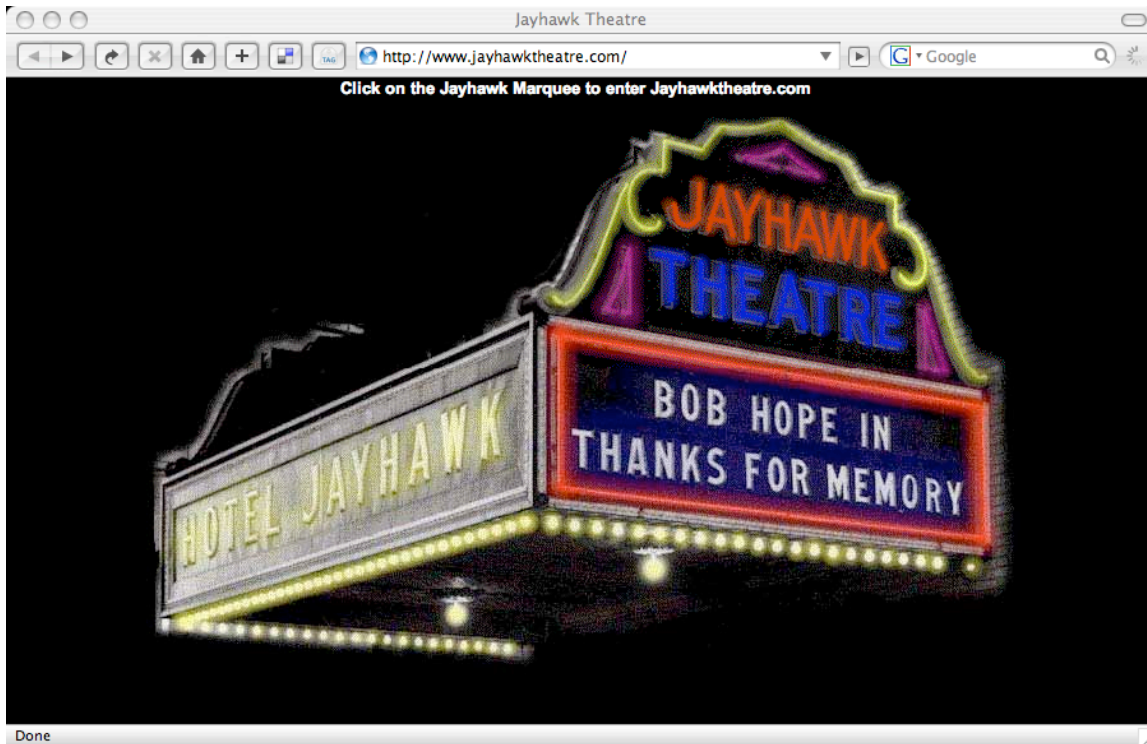 Jayhawk Theatre
TAG
http://www.jayhawktheatre.com/
G
Google
Click on the Jayhawk Marquee to enter Jayhawktheatre.com
JAYHAWK
THEATRE
BOB HOPE IN
THANKS FOR MEMORY
HOTEL JAYHAWK
Done